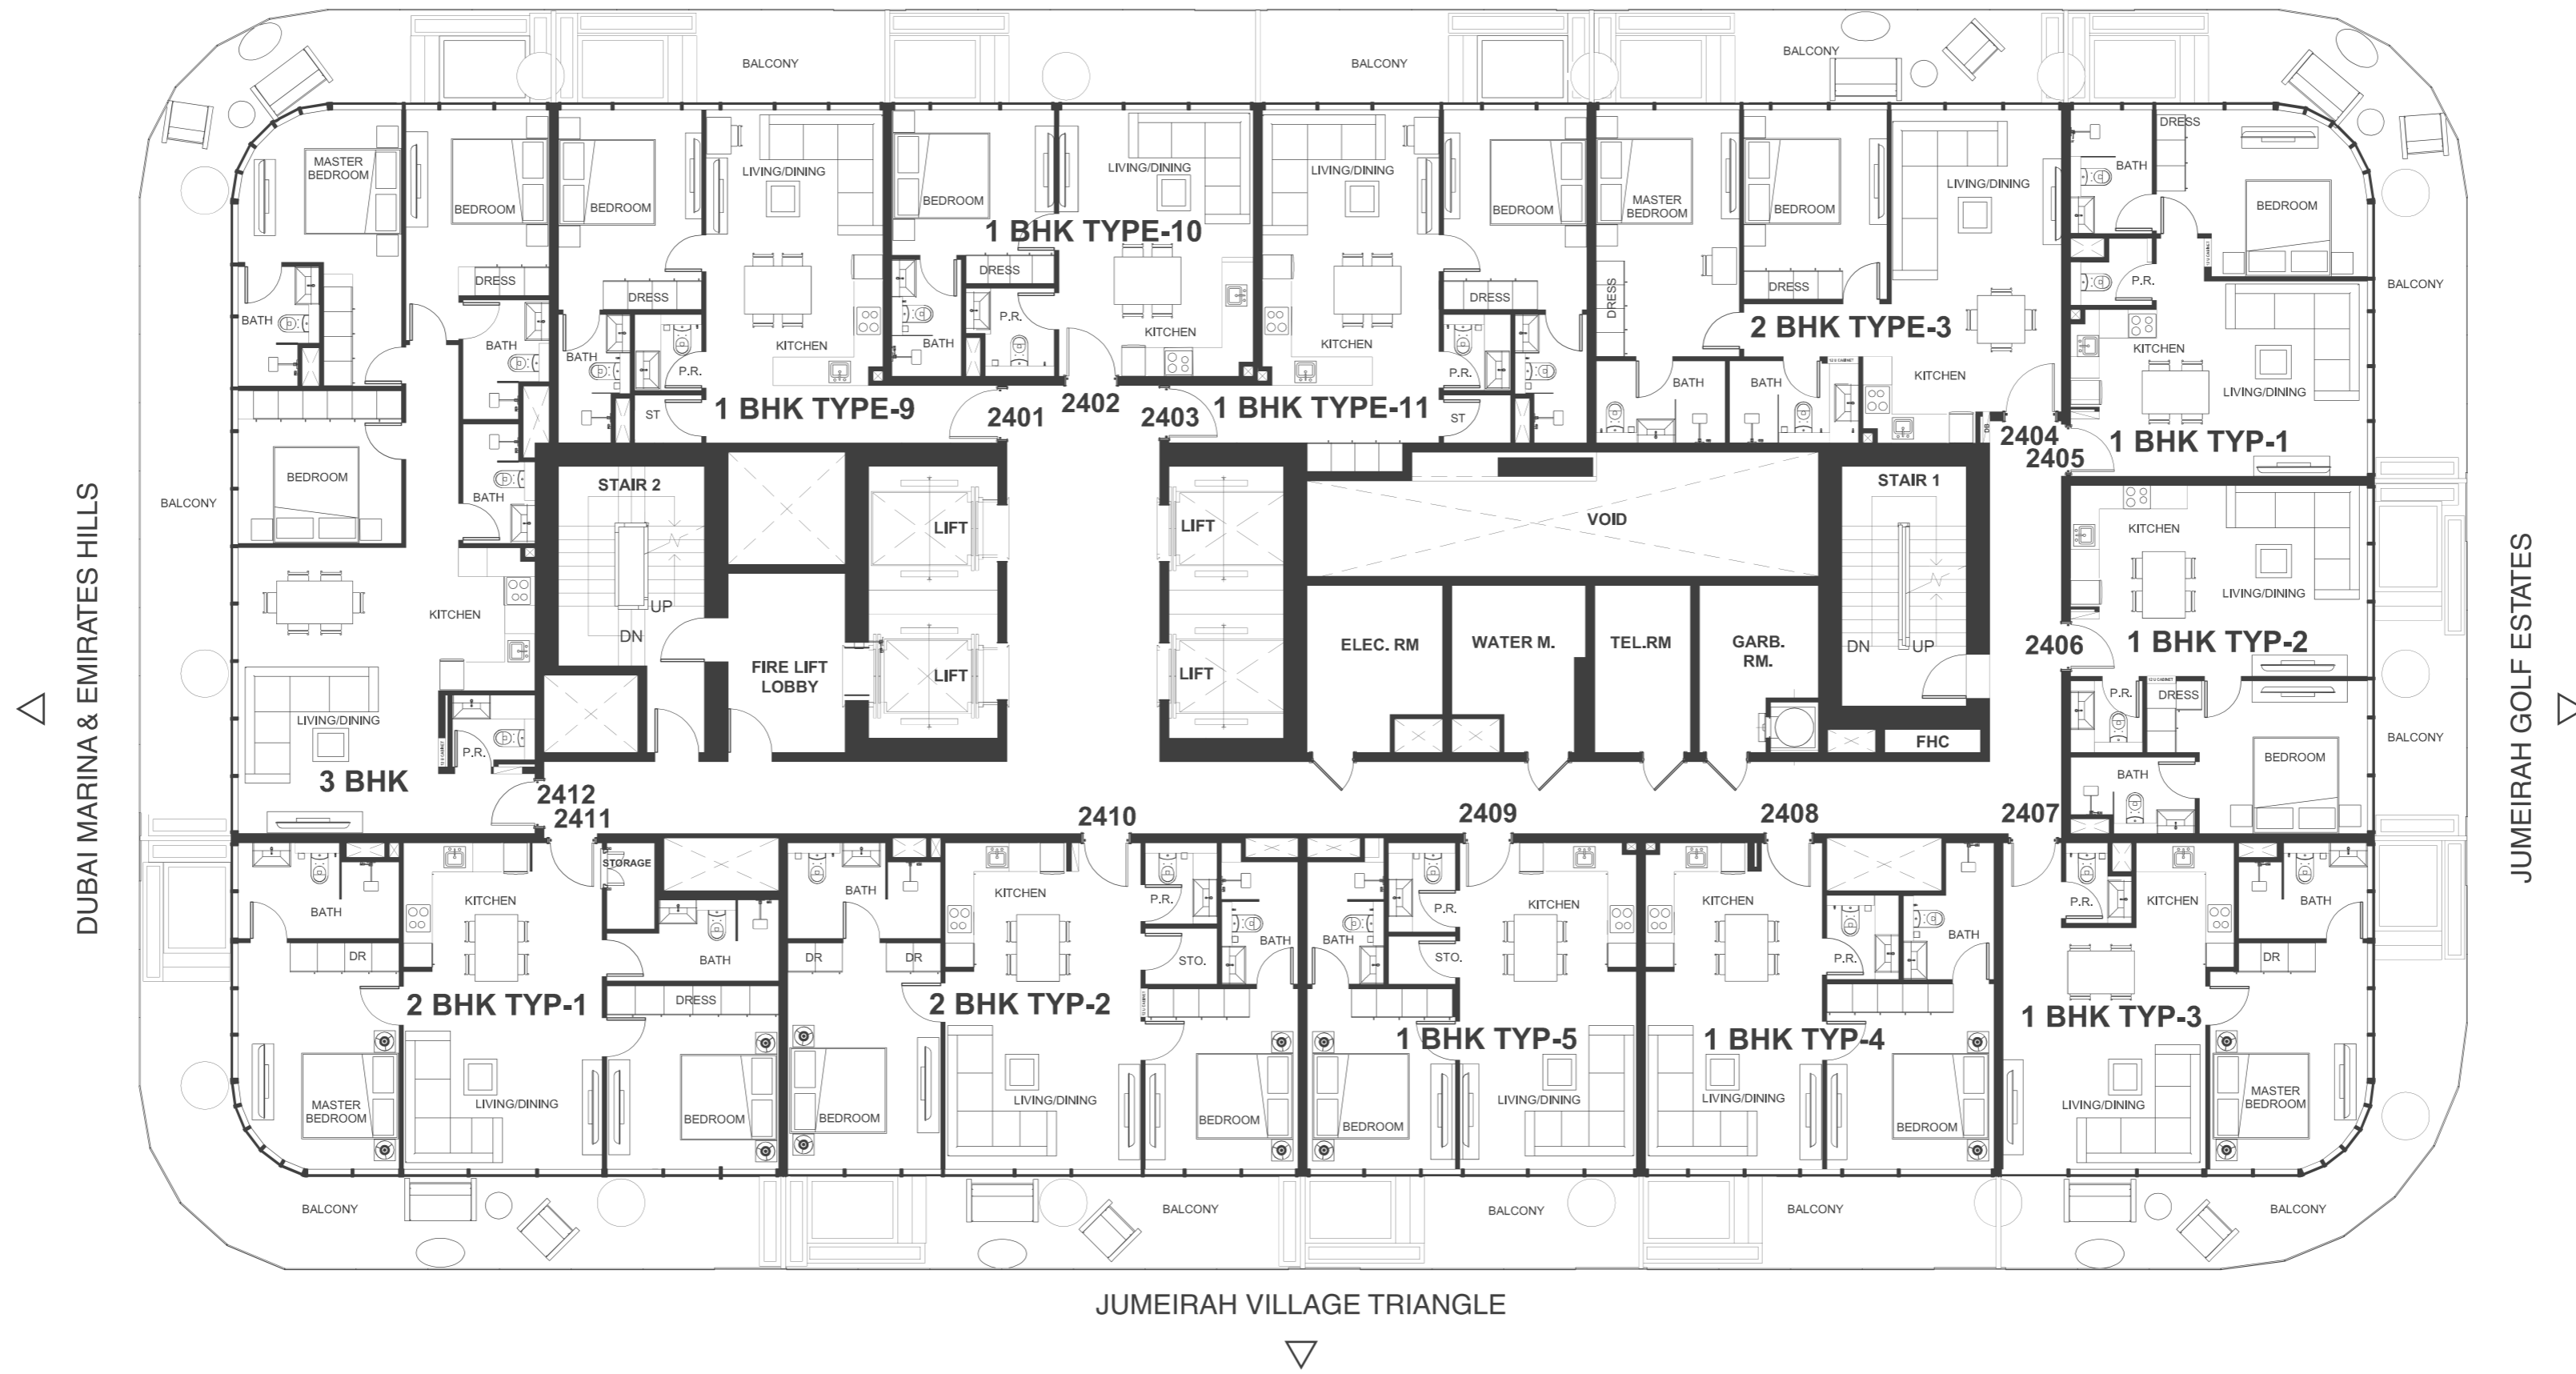 BALCONY
BALCONY
BALCONY
MASTER
BEDROOM
BEDROOM
DRESS
BATH
BATH
BEDROOM
BATH
BALCONY
KITCHEN
LIVING/DINING
P.R.
3 BHK
2412
BEDROOM
LIVING/DINING
DRESS
P.R.
BATH
P.R.
KITCHEN
ST
1 BHK TYPE-9
2401
BEDROOM
LIVING/DINING
1 BHK TYPE-10
DRESS
P.R.
BATH
KITCHEN
2402
LIVING/DINING
BEDROOM
DRESS
KITCHEN
P.R.
ST
1 BHK TYPE-11
2403
MASTER
BEDROOM
BEDROOM
LIVING/DINING
DRESS
DRESS
2 BHK TYPE-3
BATH
BATH
12 U CABINET
KITCHEN
DB
2404
DRESS
BATH
BEDROOM
12 U CABINET
P.R.
KITCHEN
LIVING/DINING
1 BHK TYP-1
2405
BALCONY
KITCHEN
LIVING/DINING
1 BHK TYP-2
2406
P.R.
12 U CABINET
DRESS
BEDROOM
BATH
BALCONY
STAIR 2
UP
DN
FIRE LIFT
LOBBY
LIFT
LIFT
LIFT
LIFT
VOID
STAIR 1
DN
UP
ELEC. RM
WATER M.
TEL.RM
GARB.
RM.
FHC
2411
STORAGE
BATH
KITCHEN
DR
BATH
DRESS
2 BHK TYP-1
MASTER
BEDROOM
LIVING/DINING
BEDROOM
BALCONY
2410
BATH
KITCHEN
P.R.
DR
DR
STO.
BATH
2 BHK TYP-2
12 U CABINET
BEDROOM
LIVING/DINING
BEDROOM
BALCONY
2409
BATH
P.R.
STO.
KITCHEN
1 BHK TYP-5
BEDROOM
LIVING/DINING
BALCONY
2408
KITCHEN
P.R.
BATH
1 BHK TYP-4
LIVING/DINING
BEDROOM
BALCONY
2407
P.R.
KITCHEN
BATH
DR
1 BHK TYP-3
LIVING/DINING
MASTER
BEDROOM
BALCONY
DUBAI MARINA & EMIRATES HILLS
JUMEIRAH GOLF ESTATES
JUMEIRAH VILLAGE TRIANGLE